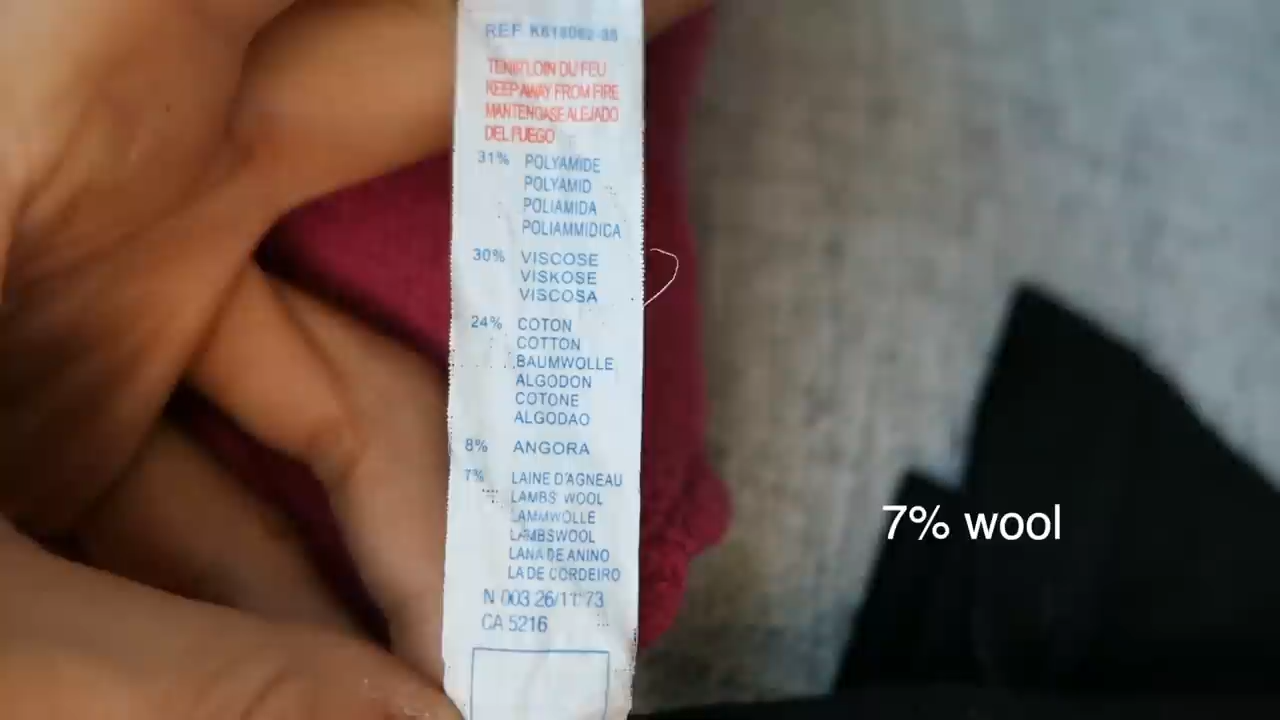 REF K618062-35
TENIR LOIN DU FEU
KEEP AWAY FROM FIRE
MANTENGASE ALEJADO
DEL FUEGO
31% POLYAMIDE
POLYAMID
POLIAMIDA
POLIAMMIDICA
30% VISCOSE
VISKOSE
VISCOSA
24% COTON
COTTON
BAUMWOLLE
ALGODON
COTONE
ALGODAO
8% ANGORA
7% LAINE D'AGNEAU
LAMBS' WOOL
LAMMWOLLE
LAMBSWOOL
LANA DE ANINO
LA DE CORDEIRO
N 003 26/11'73
CA 5216
7% wool